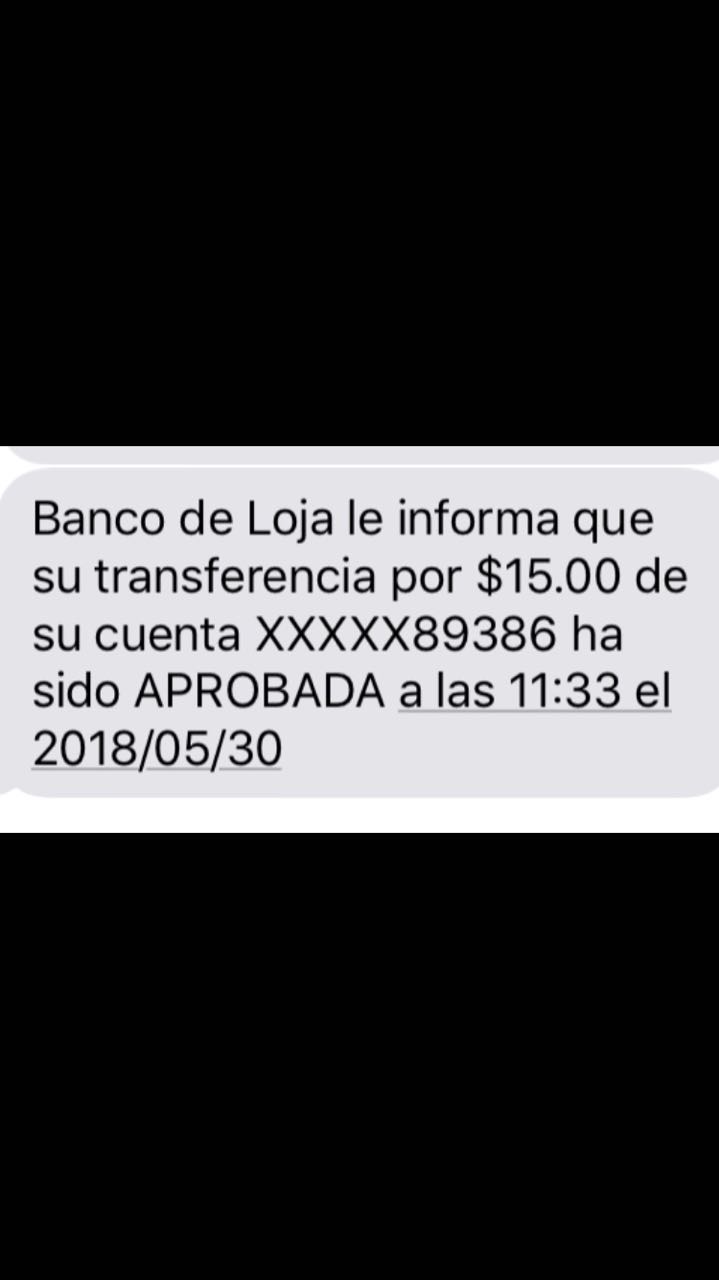 Banco de Loja le informa que
su transferencia por $15.00 de
su cuenta XXXXX89386 ha
sido APROBADA a las 11:33 el
2018/05/30